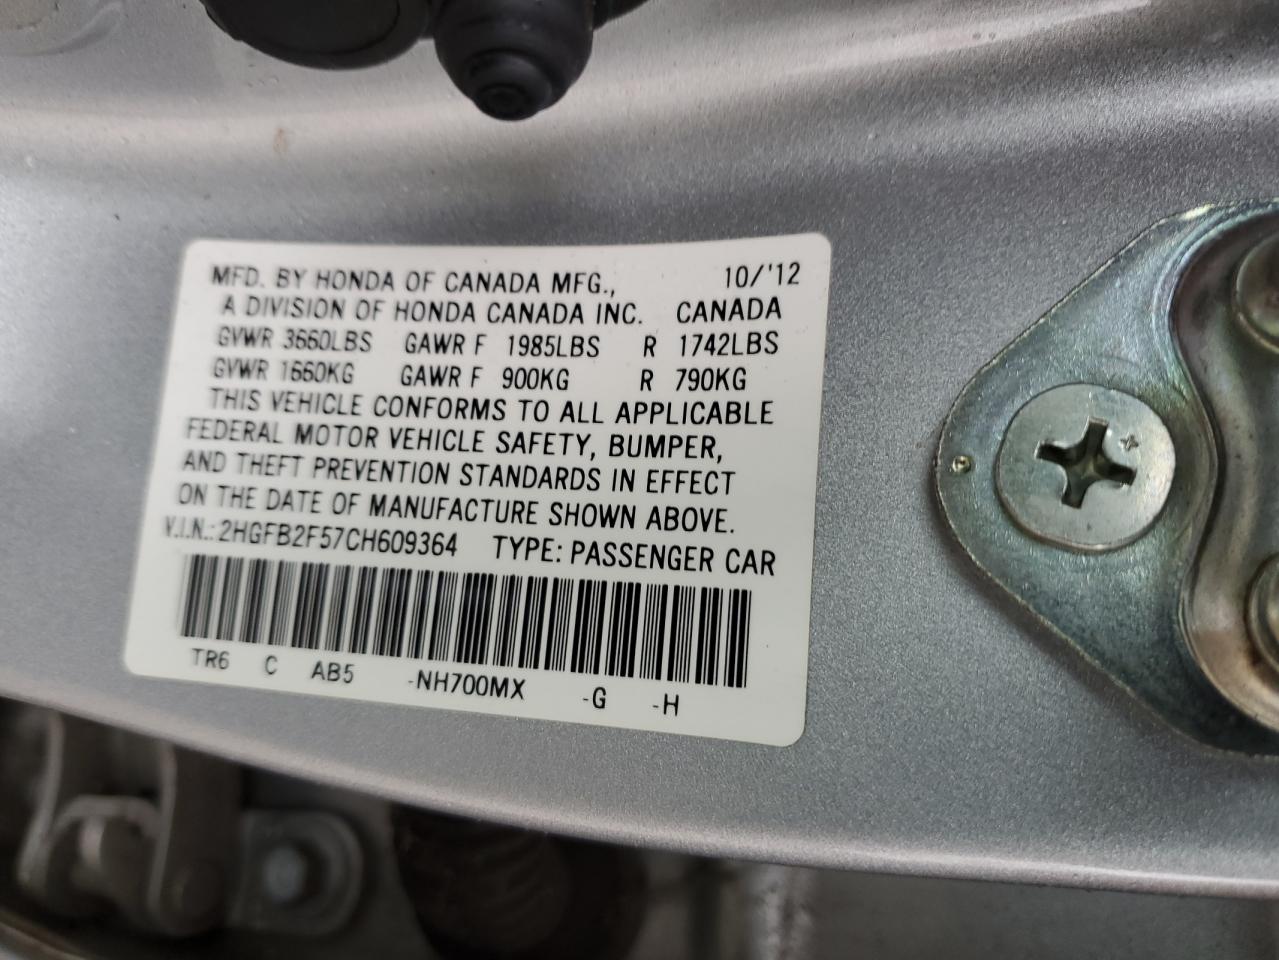 MFD. BY HONDA OF CANADA MFG., 10/'12
A DIVISION OF HONDA CANADA INC. CANADA
GVWR 3660LBS GAWR F 1985LBS R 1742LBS
GVWR 1660KG GAWR F 900KG R 790KG
THIS VEHICLE CONFORMS TO ALL APPLICABLE
FEDERAL MOTOR VEHICLE SAFETY, BUMPER,
AND THEFT PREVENTION STANDARDS IN EFFECT
ON THE DATE OF MANUFACTURE SHOWN ABOVE.
V.I.N.: 2HGFB2F57CH609364 TYPE: PASSENGER CAR
TR6 C AB5 -NH700MX -G -H